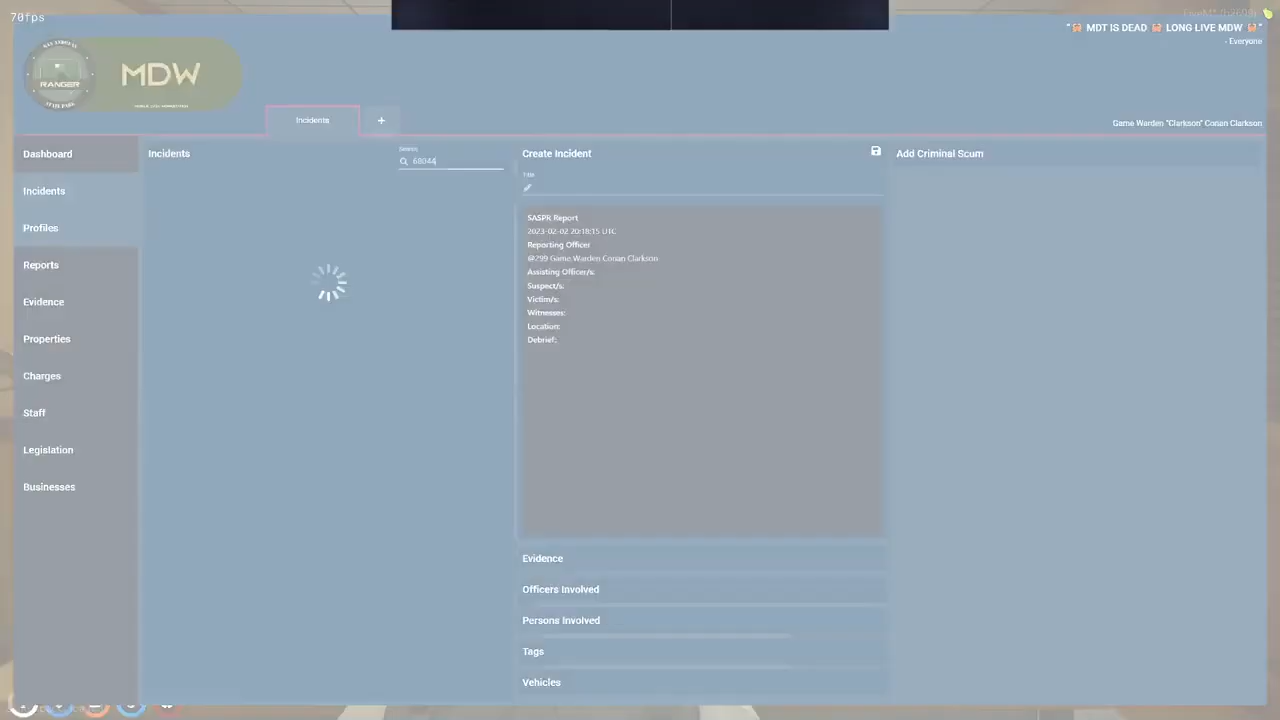 70fps
"🦀 MDT IS DEAD 🦀 LONG LIVE MDW 🦀"
- Everyone
RANGER
MDW
Incidents
+
Game Warden "Clarkson" Conan Clarkson
Dashboard
Incidents
Profiles
Reports
Evidence
Properties
Charges
Staff
Legislation
Businesses
Incidents
Search
68044
Create Incident
Title
SASPR Report
2023-02-02 20:18:15 UTC
Reporting Officer
@299 Game Warden Conan Clarkson
Assisting Officer/s:
Suspect/s:
Victim/s:
Witnesses:
Location:
Debrief:
Evidence
Officers Involved
Persons Involved
Tags
Vehicles
Add Criminal Scum